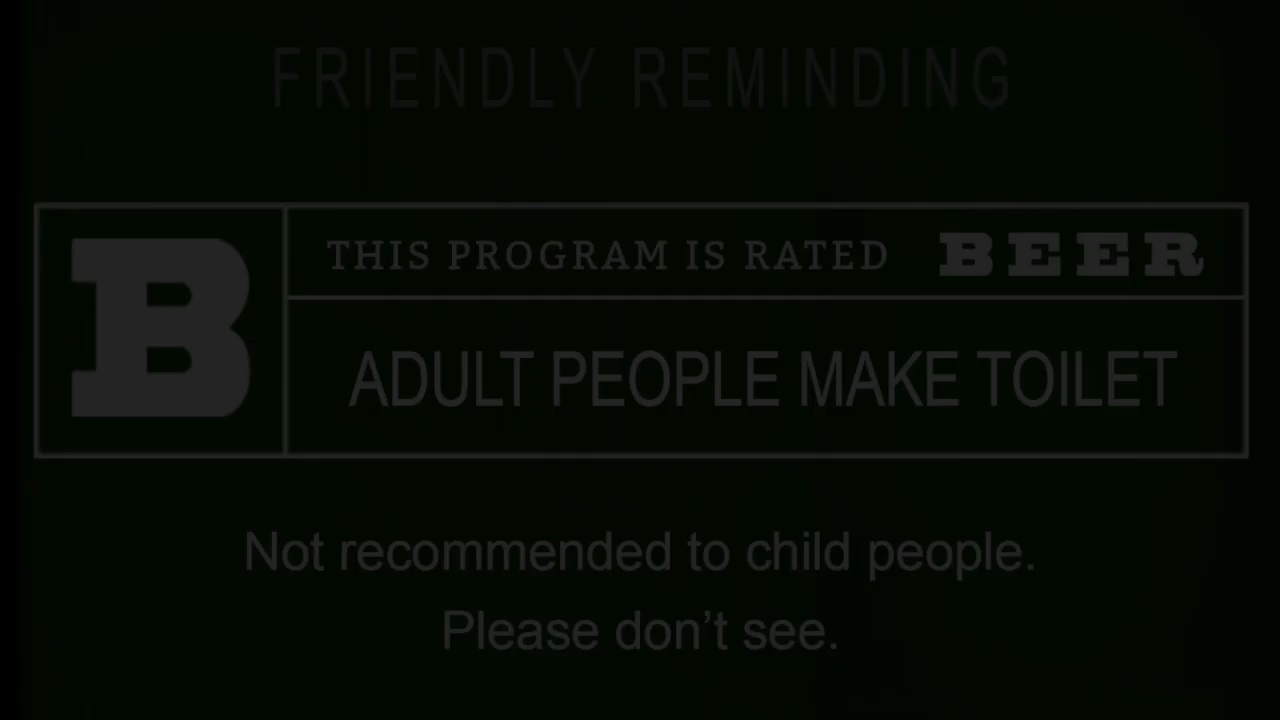 FRIENDLY REMINDING
B
THIS PROGRAM IS RATED BEER
ADULT PEOPLE MAKE TOILET
Not recommended to child people.
Please don’t see.